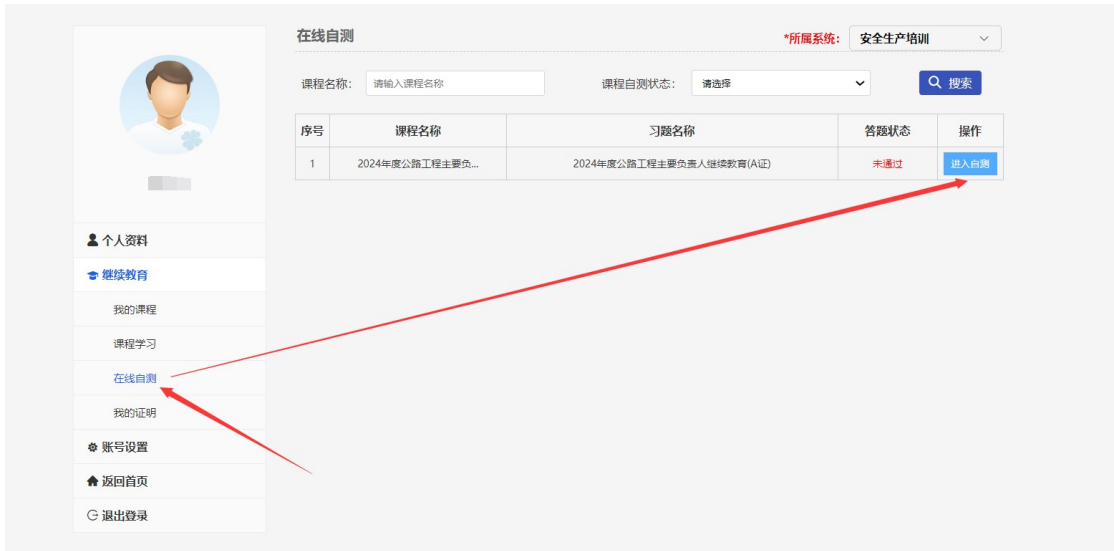 在线自测
*所属系统： 安全生产培训
课程名称： 请输入课程名称 课程自测状态： 请选择 搜索
序号 课程名称 习题名称 答题状态 操作
1 2024年度公路工程主要负... 2024年度公路工程主要负责人继续教育(A证) 未通过 进入自测
个人资料
继续教育
我的课程
课程学习
在线自测
我的证明
账号设置
返回首页
退出登录